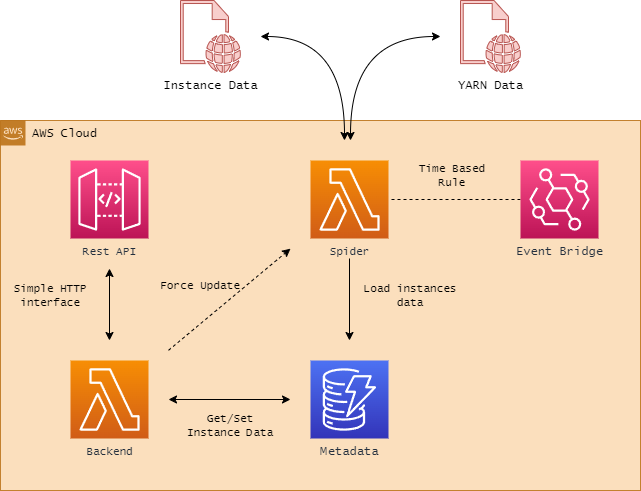 Instance Data
YARN Data
aws
AWS Cloud
Time Based
Rule
Rest API
Spider
Event Bridge
Simple HTTP
interface
Force Update
Load instances
data
Get/Set
Instance Data
Backend
Metadata